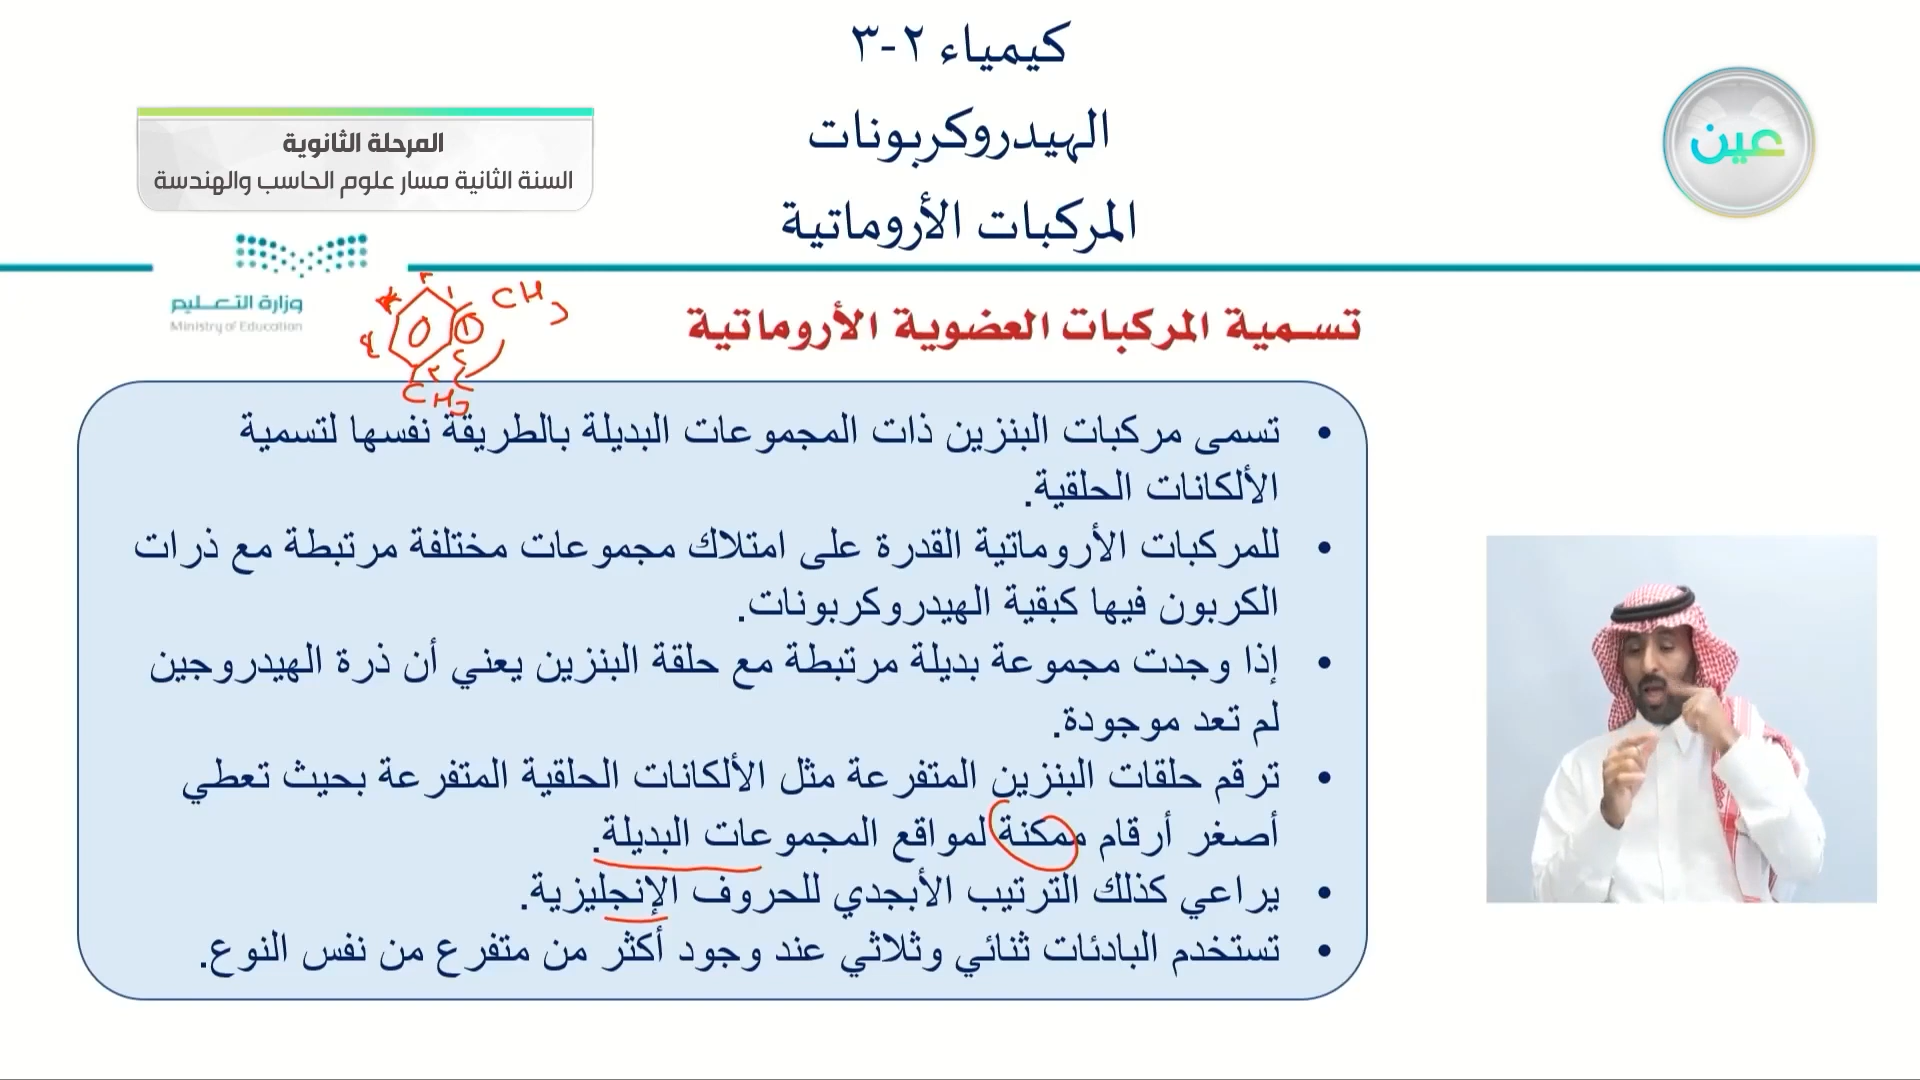 كيمياء ٢-٣
الهيدروكربونات
المركبات الأروماتية
المرحلة الثانوية
السنة الثانية مسار علوم الحاسب والهندسة
عين
وزارة التعليم
Ministry of Education
CH3
CH3
تسمية المركبات العضوية الأروماتية
• تسمى مركبات البنزين ذات المجموعات البديلة بالطريقة نفسها لتسمية
الألكانات الحلقية.
• للمركبات الأروماتية القدرة على امتلاك مجموعات مختلفة مرتبطة مع ذرات
الكربون فيها كبقية الهيدروكربونات.
• إذا وجدت مجموعة بديلة مرتبطة مع حلقة البنزين يعني أن ذرة الهيدروجين
لم تعد موجودة.
• ترقم حلقات البنزين المتفرعة مثل الألكانات الحلقية المتفرعة بحيث تعطي
أصغر أرقام ممكنة لمواقع المجموعات البديلة.
• يراعي كذلك الترتيب الأبجدي للحروف الإنجليزية.
• تستخدم البادئات ثنائي وثلاثي عند وجود أكثر من متفرع من نفس النوع.